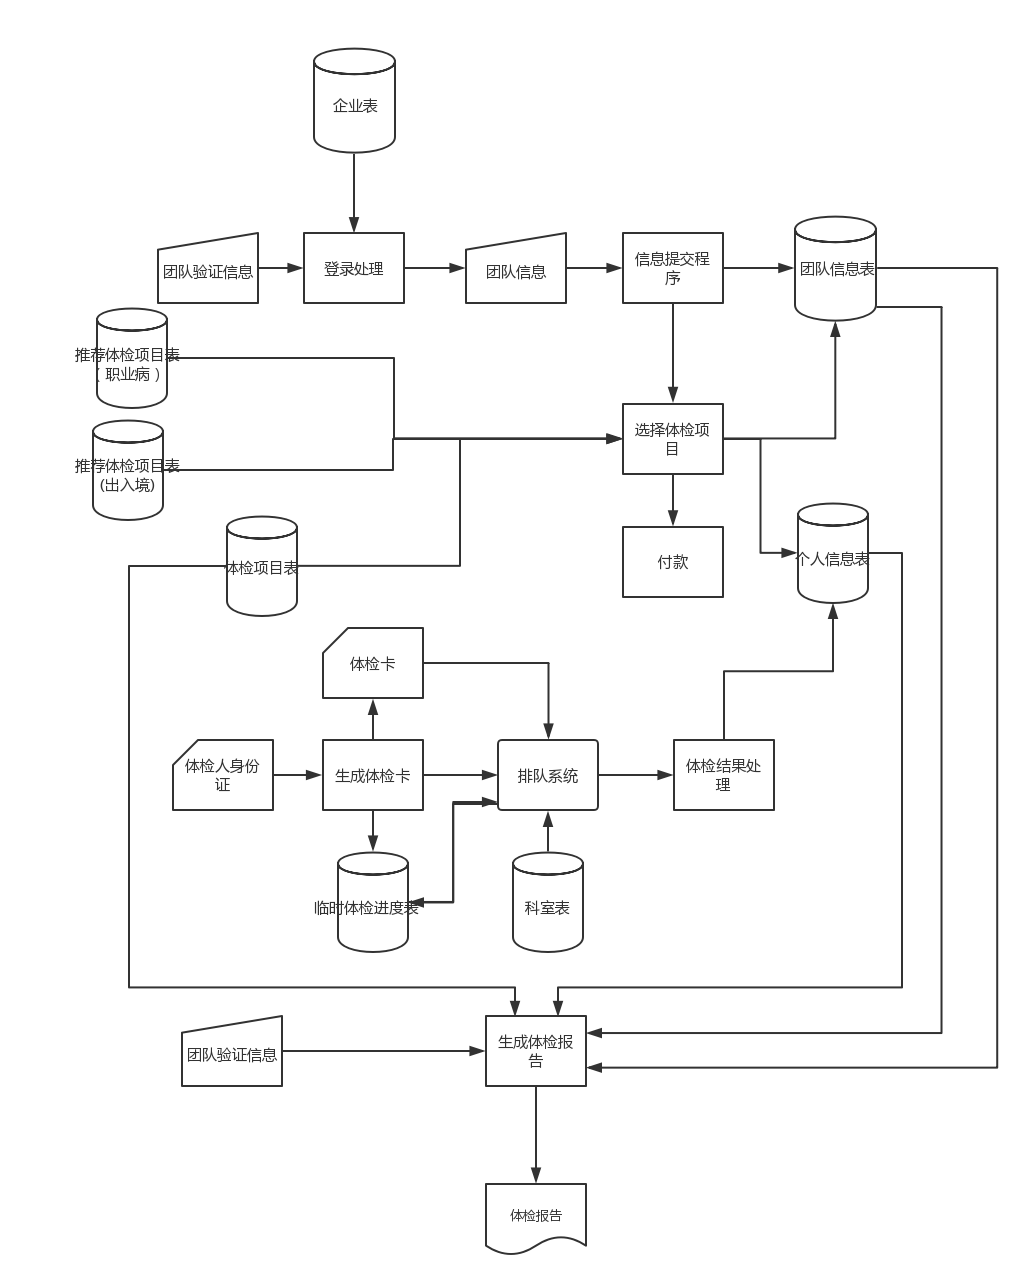 企业表
团队验证信息
登录处理
团队信息
信息提交程
序
团队信息表
推荐体检项目表
（职业病）
推荐体检项目表
(出入境)
选择体检项
目
体检项目表
付款
个人信息表
体检卡
体检人身份
证
生成体检卡
排队系统
体检结果处
理
临时体检进度表
科室表
团队验证信息
生成体检报
告
体检报告